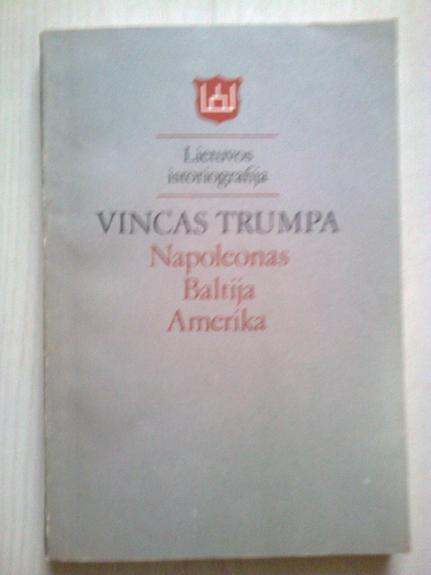 Lietuvos
istoriografija
VINCAS TRUMPA
Napoleonas
Baltija
Amerika